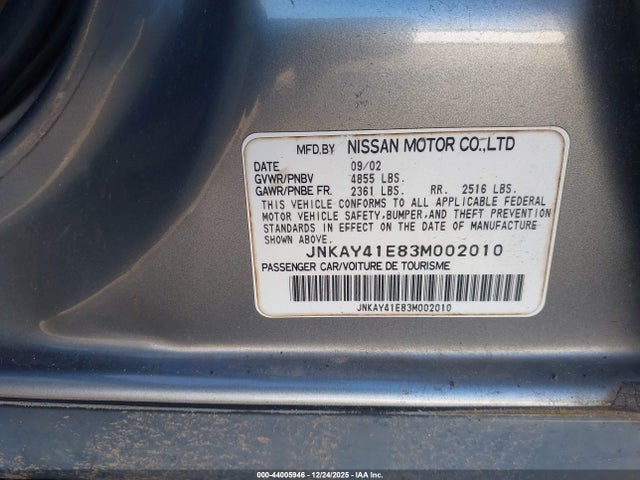 MFD.BY NISSAN MOTOR CO.,LTD
DATE 09/02
GVWR/PNBV 4855 LBS.
GAWR/PNBE FR. 2361 LBS. RR. 2516 LBS.
THIS VEHICLE CONFORMS TO ALL APPLICABLE FEDERAL
MOTOR VEHICLE SAFETY,BUMPER,AND THEFT PREVENTION
STANDARDS IN EFFECT ON THE DATE OF MANUFACTURE
SHOWN ABOVE.
JNKAY41E83M002010
PASSENGER CAR/VOITURE DE TOURISME
JNKAY41E83M002010
000-44005946 - 12/24/2025 - IAA Inc.